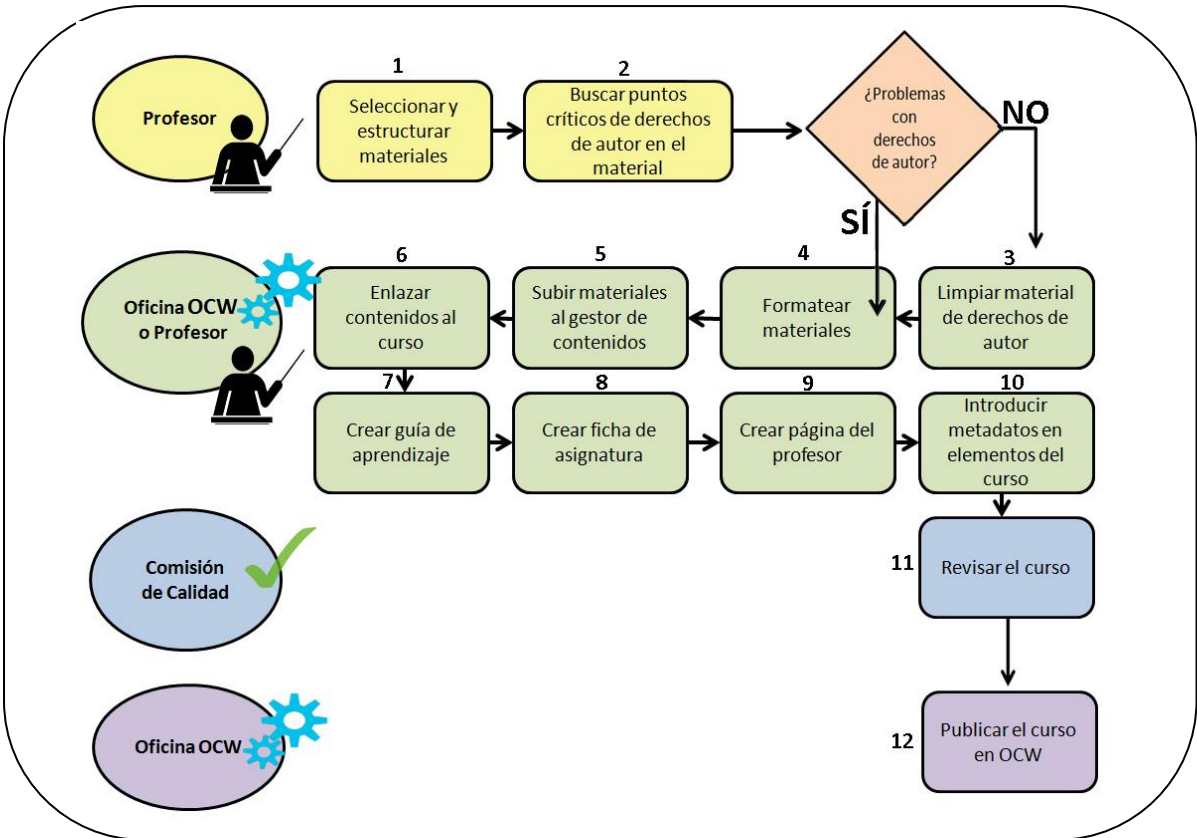 Profesor
1
Seleccionar y
estructurar
materiales
2
Buscar puntos
críticos de derechos
de autor en el
material
¿Problemas
con
derechos
de autor?
NO
SÍ
Oficina OCW
o Profesor
6
Enlazar
contenidos al
curso
5
Subir materiales
al gestor de
contenidos
4
Formatear
materiales
3
Limpiar material
de derechos de
autor
7
Crear guía de
aprendizaje
8
Crear ficha de
asignatura
9
Crear página del
profesor
10
Introducir
metadatos en
elementos del
curso
Comisión
de Calidad
11
Revisar el curso
Oficina OCW
12
Publicar el curso
en OCW